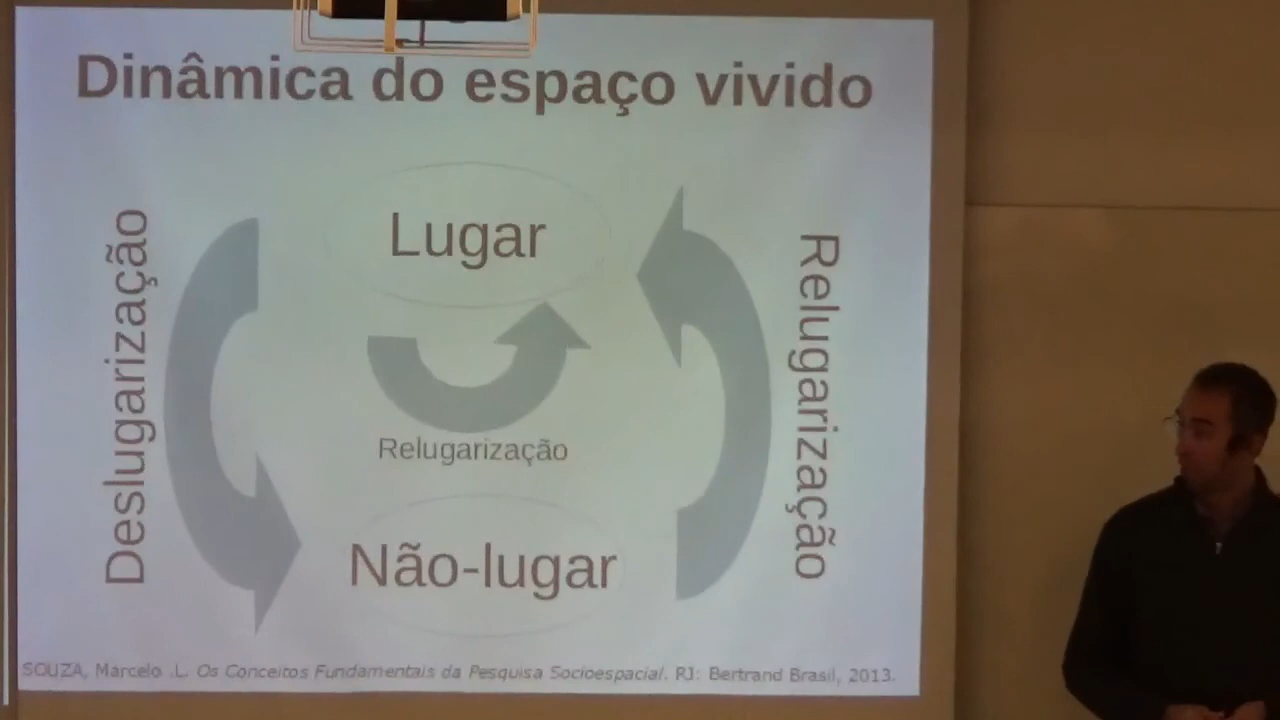 Dinâmica do espaço vivido
Deslugarização
Lugar
Relugarização
Relugarização
Não-lugar
SOUZA, Marcelo .L. Os Conceitos Fundamentais da Pesquisa Socioespacial. RJ: Bertrand Brasil, 2013.